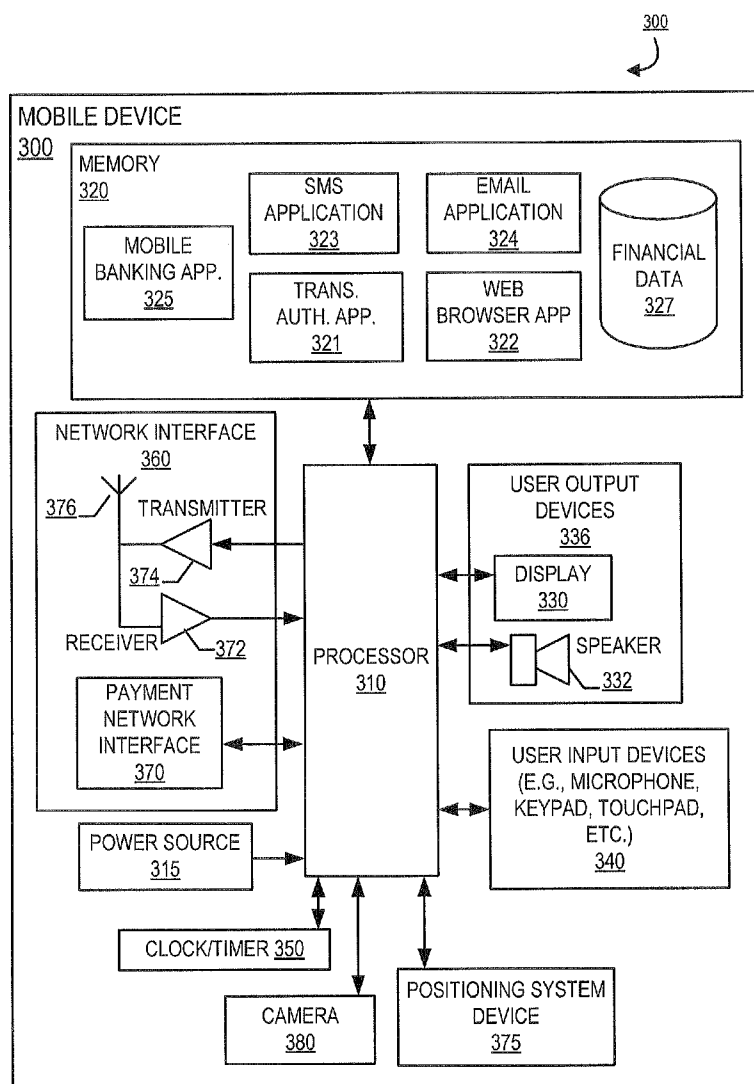 300
MOBILE DEVICE
300
MEMORY
320
SMS
APPLICATION
323
EMAIL
APPLICATION
324
FINANCIAL
DATA
327
MOBILE
BANKING APP.
325
TRANS.
AUTH. APP.
321
WEB
BROWSER APP
322
NETWORK INTERFACE
360
376
TRANSMITTER
374
RECEIVER
372
PAYMENT
NETWORK
INTERFACE
370
PROCESSOR
310
USER OUTPUT
DEVICES
336
DISPLAY
330
SPEAKER
332
USER INPUT DEVICES
(E.G., MICROPHONE,
KEYPAD, TOUCHPAD,
ETC.)
340
POWER SOURCE
315
CLOCK/TIMER 350
CAMERA
380
POSITIONING SYSTEM
DEVICE
375